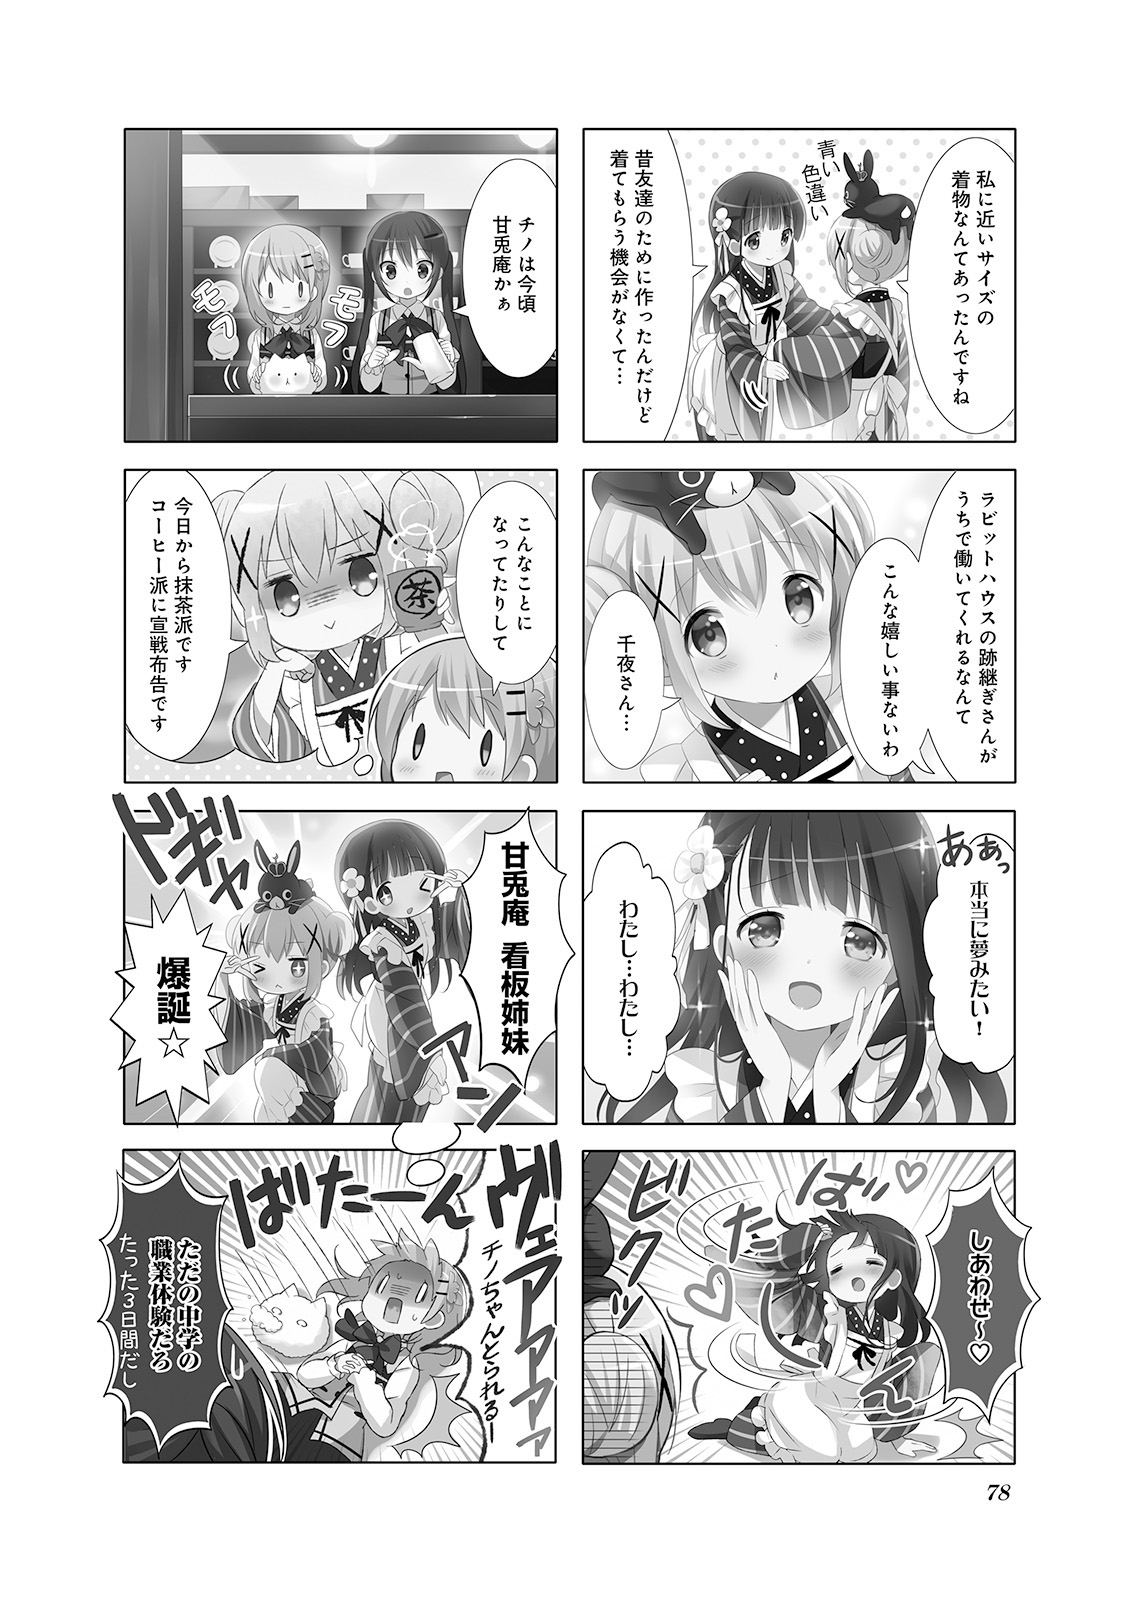 私に近いサイズの
着物なんてあったんですね
青い
色違い
昔友達のために作ったんだけど
着てもらう機会がなくて…
ラビットハウスの跡継ぎさんが
うちで働いてくれるなんて
こんな嬉しい事ないわ
千夜さん…
あぁっ
本当に夢みたい!
わたし…わたし…
しあわせ〜♡
ばたーん
♡
♡
ビクッ
チノは今頃
甘兎庵かぁ
モフ
モフ
こんなことに
なってたりして
茶
今日から抹茶派です
コーヒー派に宣戦布告です
甘兎庵 看板姉妹
爆誕☆
ドギャアン
ヴェアアアア
チノちゃんとられるー
ばたーん
ただの中学の
職業体験だろ
たった3日間だし
78